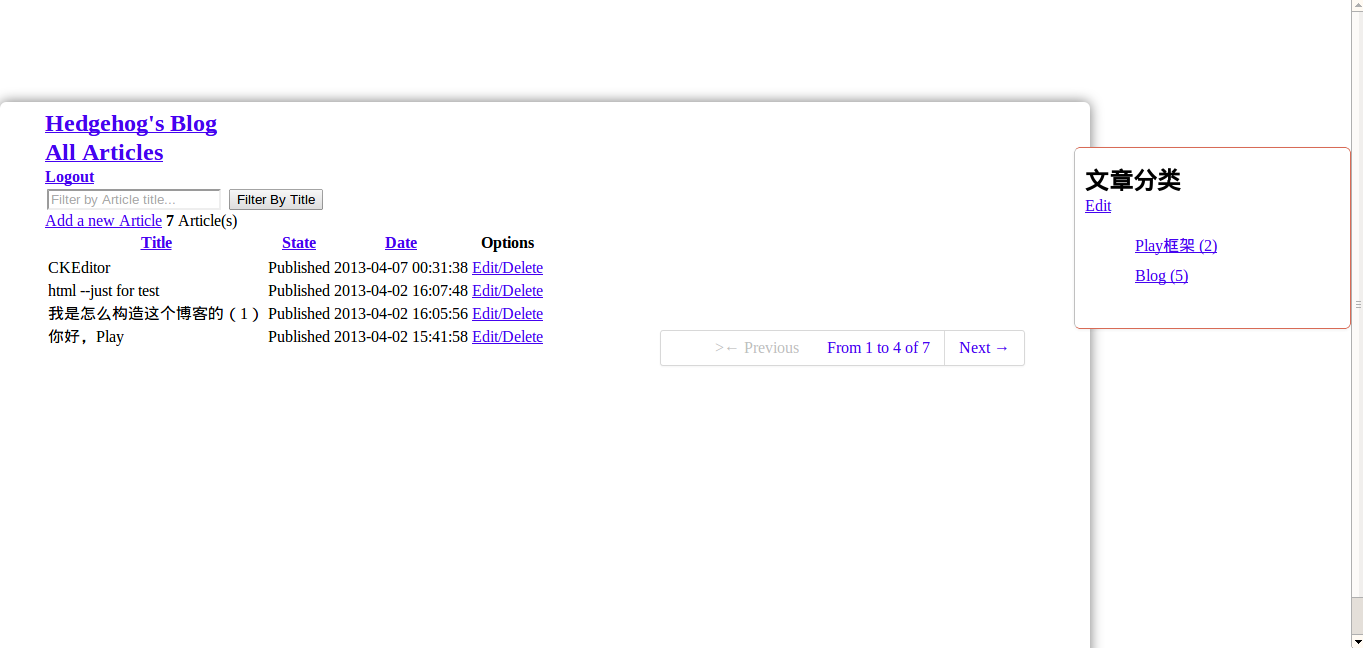 Hedgehog's Blog
All Articles
Logout
Filter by Article title... Filter By Title
Add a new Article 7 Article(s)
Title State Date Options
CKEditor Published 2013-04-07 00:31:38 Edit/Delete
html --just for test Published 2013-04-02 16:07:48 Edit/Delete
我是怎么构造这个博客的（1） Published 2013-04-02 16:05:56 Edit/Delete
你好，Play Published 2013-04-02 15:41:58 Edit/Delete
>← Previous From 1 to 4 of 7 Next →
文章分类
Edit
Play框架 (2)
Blog (5)